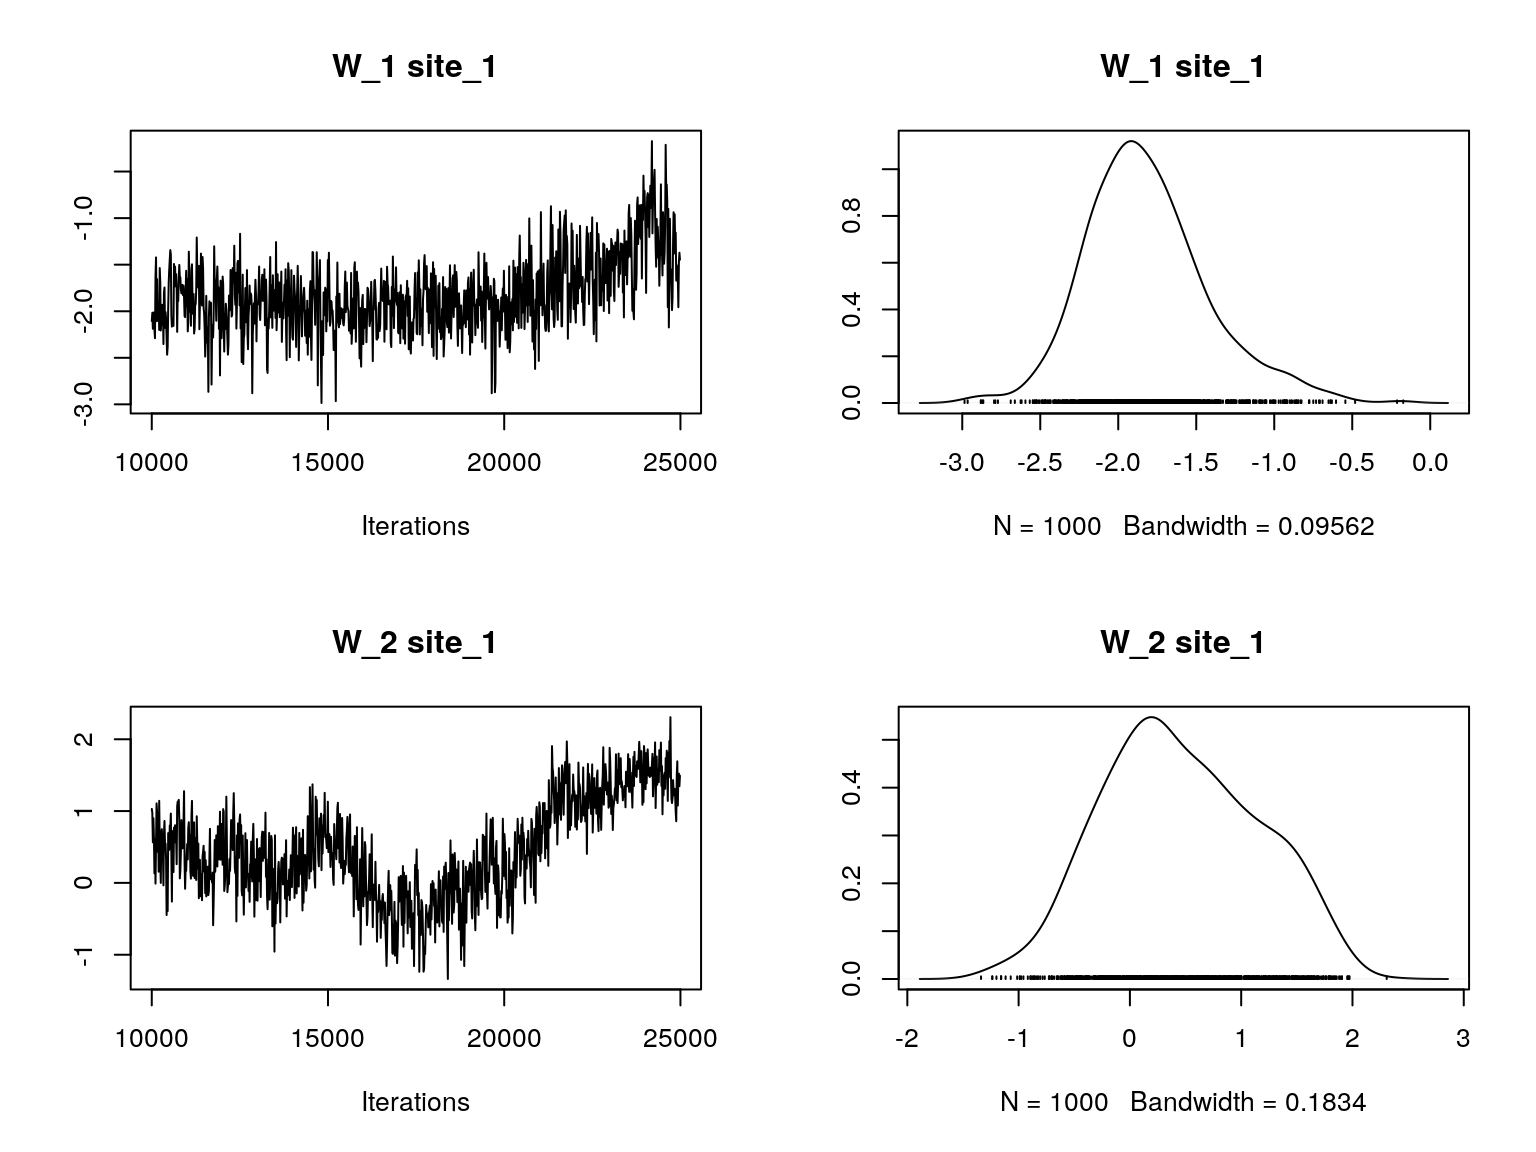 W_1 site_1
-1.0
-2.0
-3.0
10000 15000 20000 25000
Iterations
W_1 site_1
0.8
0.4
0.0
-3.0 -2.5 -2.0 -1.5 -1.0 -0.5 0.0
N = 1000 Bandwidth = 0.09562
W_2 site_1
2
1
0
-1
10000 15000 20000 25000
Iterations
W_2 site_1
0.4
0.2
0.0
-2 -1 0 1 2 3
N = 1000 Bandwidth = 0.1834